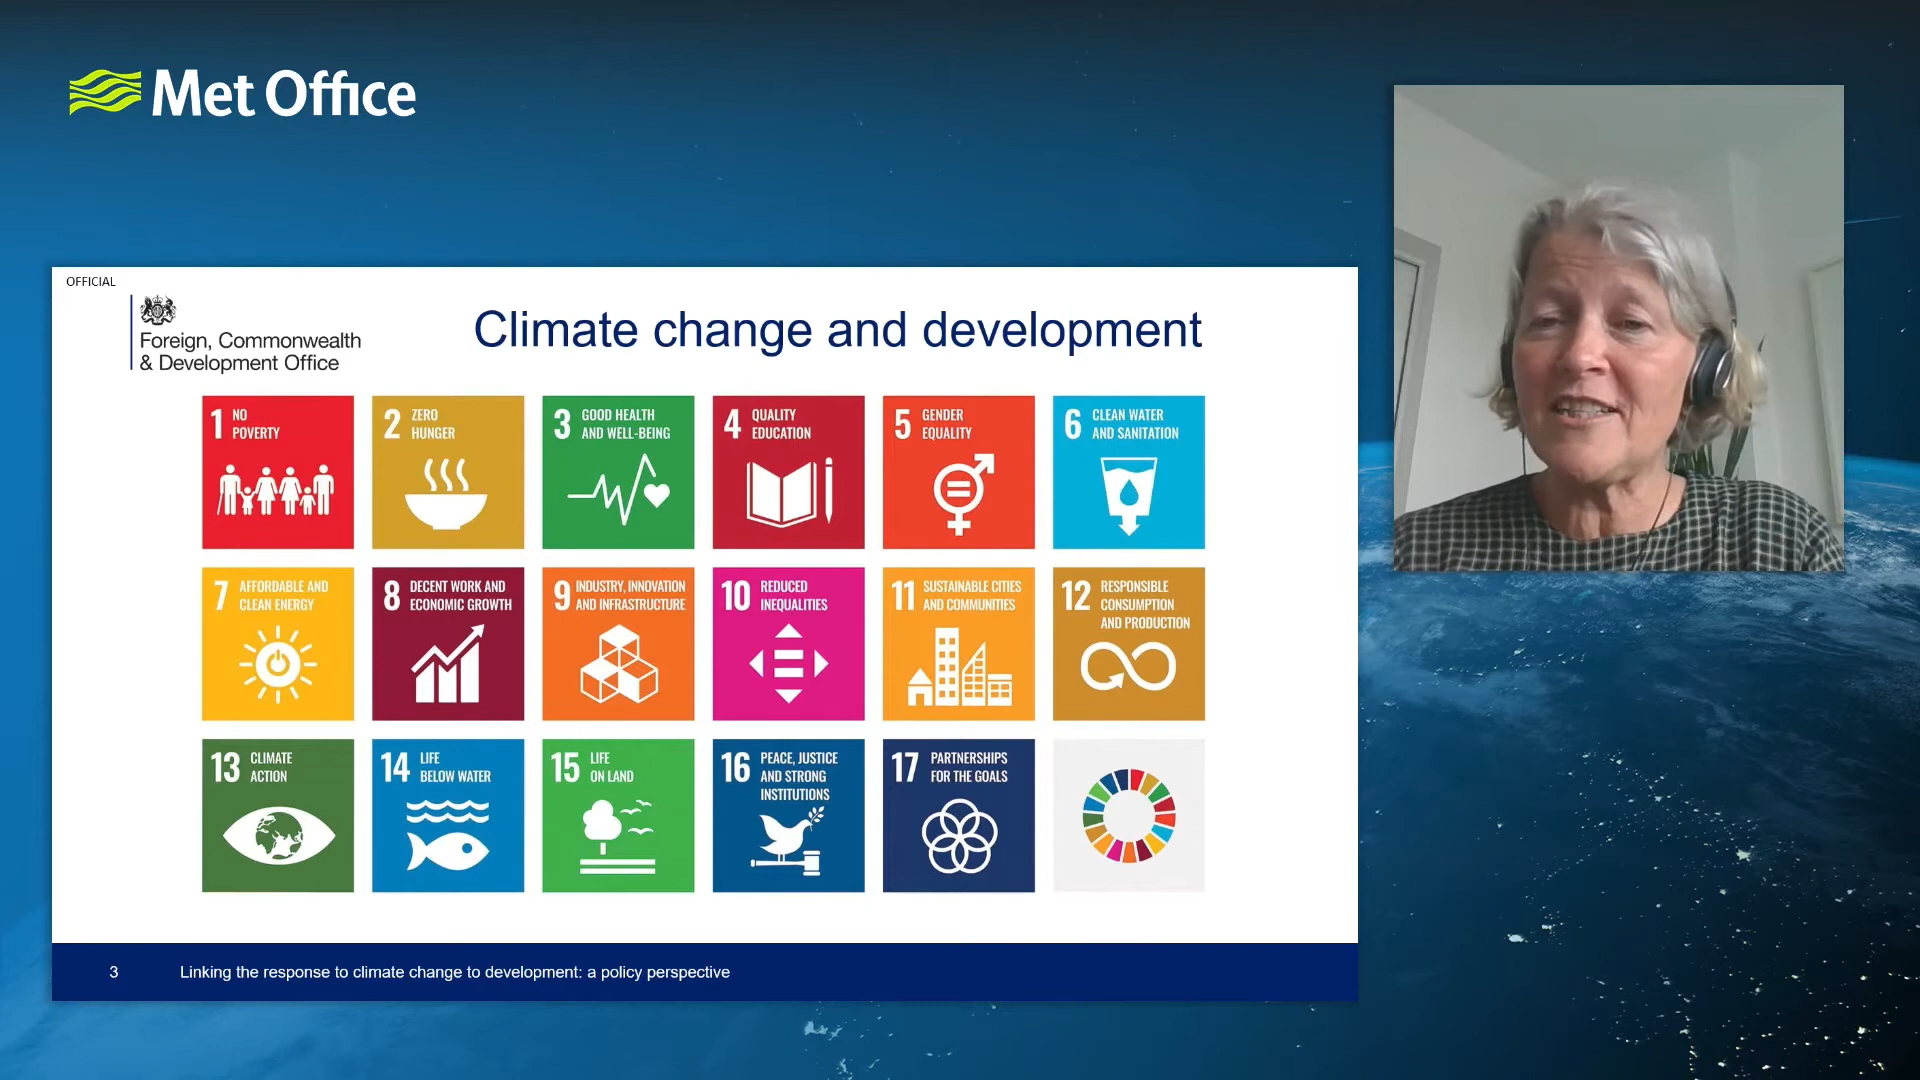 Met Office
OFFICIAL
Foreign, Commonwealth
& Development Office
Climate change and development
1 NO
POVERTY
2 ZERO
HUNGER
3 GOOD HEALTH
AND WELL-BEING
4 QUALITY
EDUCATION
5 GENDER
EQUALITY
6 CLEAN WATER
AND SANITATION
7 AFFORDABLE AND
CLEAN ENERGY
8 DECENT WORK AND
ECONOMIC GROWTH
9 INDUSTRY, INNOVATION
AND INFRASTRUCTURE
10 REDUCED
INEQUALITIES
11 SUSTAINABLE CITIES
AND COMMUNITIES
12 RESPONSIBLE
CONSUMPTION
AND PRODUCTION
13 CLIMATE
ACTION
14 LIFE
BELOW WATER
15 LIFE
ON LAND
16 PEACE, JUSTICE
AND STRONG
INSTITUTIONS
17 PARTNERSHIPS
FOR THE GOALS
3 Linking the response to climate change to development: a policy perspective